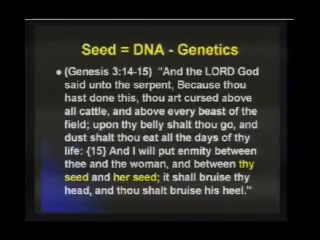 Seed = DNA - Genetics
● (Genesis 3:14-15) "And the LORD God
said unto the serpent, Because thou
hast done this, thou art cursed above
all cattle, and above every beast of the
field; upon thy belly shalt thou go, and
dust shalt thou eat all the days of thy
life: {15} And I will put enmity between
thee and the woman, and between thy
seed and her seed; it shall bruise thy
head, and thou shalt bruise his heel."